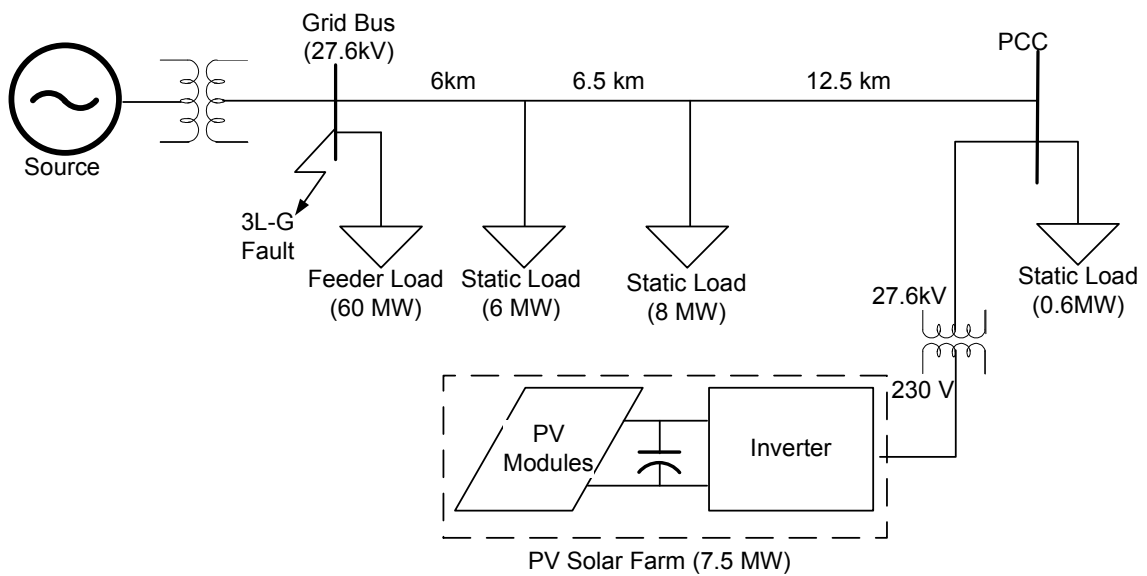 Grid Bus
(27.6kV)
PCC
6km
6.5 km
12.5 km
Source
3L-G
Fault
Feeder Load
(60 MW)
Static Load
(6 MW)
Static Load
(8 MW)
Static Load
(0.6MW)
27.6kV
230 V
PV
Modules
Inverter
PV Solar Farm (7.5 MW)